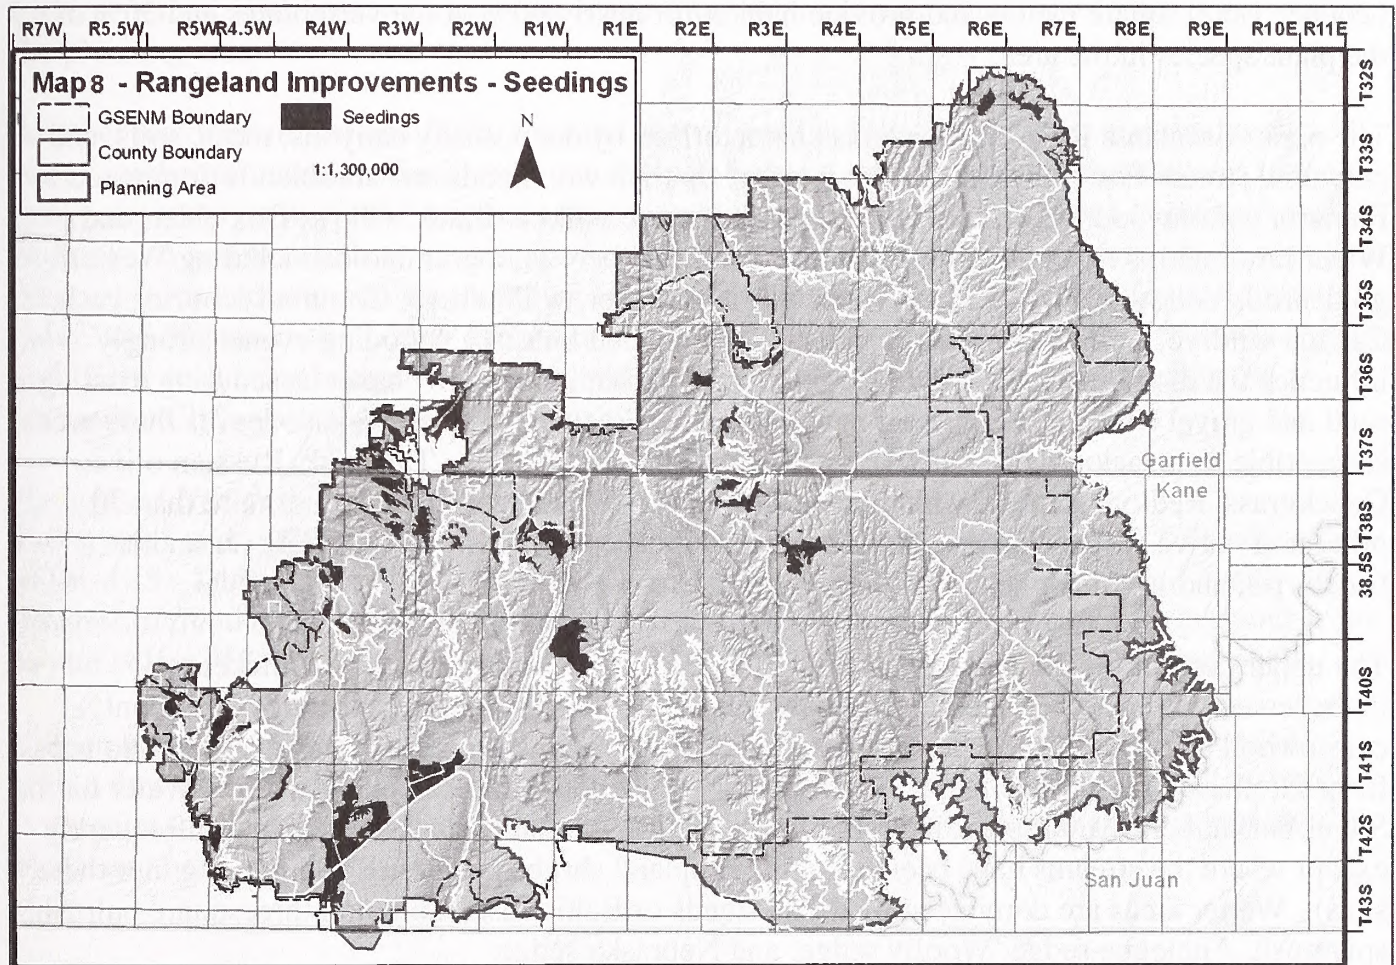 R7W R5.5W R5W R4.5W R4W R3W R2W R1W R1E R2E R3E R4E R5E R6E R7E R8E R9E R10E R11E
Map 8 - Rangeland Improvements - Seedings
GSENM Boundary
Seedings
N
County Boundary
1:1,300,000
Planning Area
T32S
T33S
T34S
T35S
T36S
T37S
T38S
38.5S
T40S
T41S
T42S
T43S
Garfield
Kane
San Juan